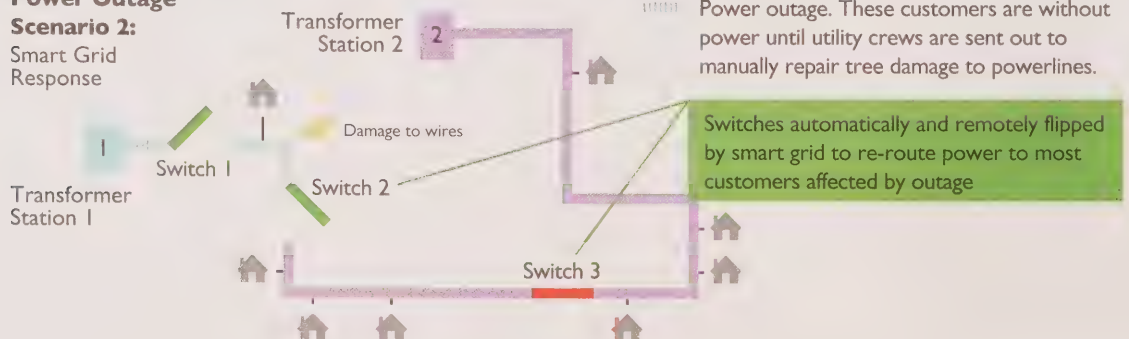 Power Outage
Scenario 2:
Smart Grid
Response
Transformer
Station 2
2
Power outage. These customers are without
power until utility crews are sent out to
manually repair tree damage to powerlines.
Damage to wires
1
Switch 1
Transformer
Station 1
Switch 2
Switches automatically and remotely flipped
by smart grid to re-route power to most
customers affected by outage
Switch 3